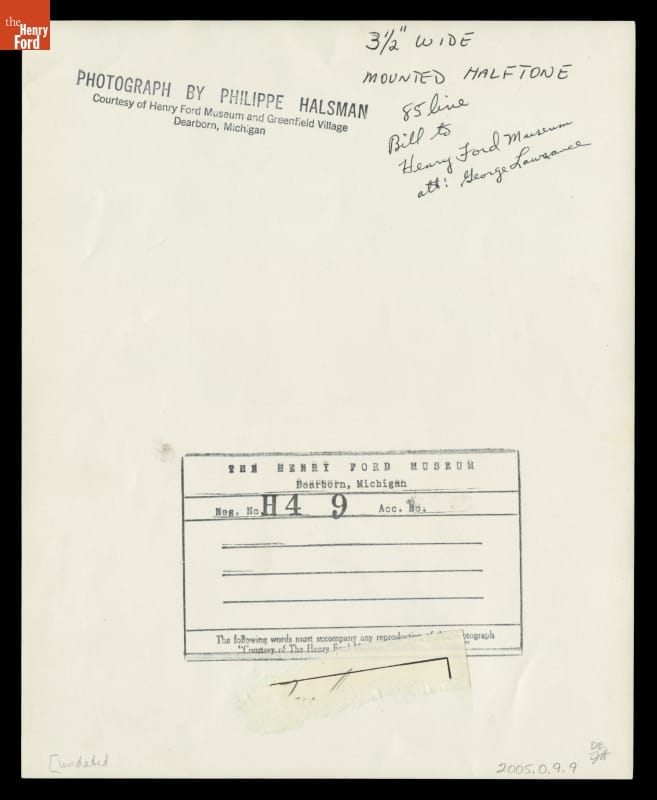 the
Henry
Ford
3½" WIDE
MOUNTED HALFTONE
85 line
Bill to
Henry Ford Museum
att: George Lawrance
PHOTOGRAPH BY PHILIPPE HALSMAN
Courtesy of Henry Ford Museum and Greenfield Village
Dearborn, Michigan
THE HENRY FORD MUSEUM
Dearborn, Michigan
Neg. No. H4 9 Acc. No.
The following words must accompany any reproduction of this photograph
"Courtesy of The Henry
[undated
2005.0.9.9